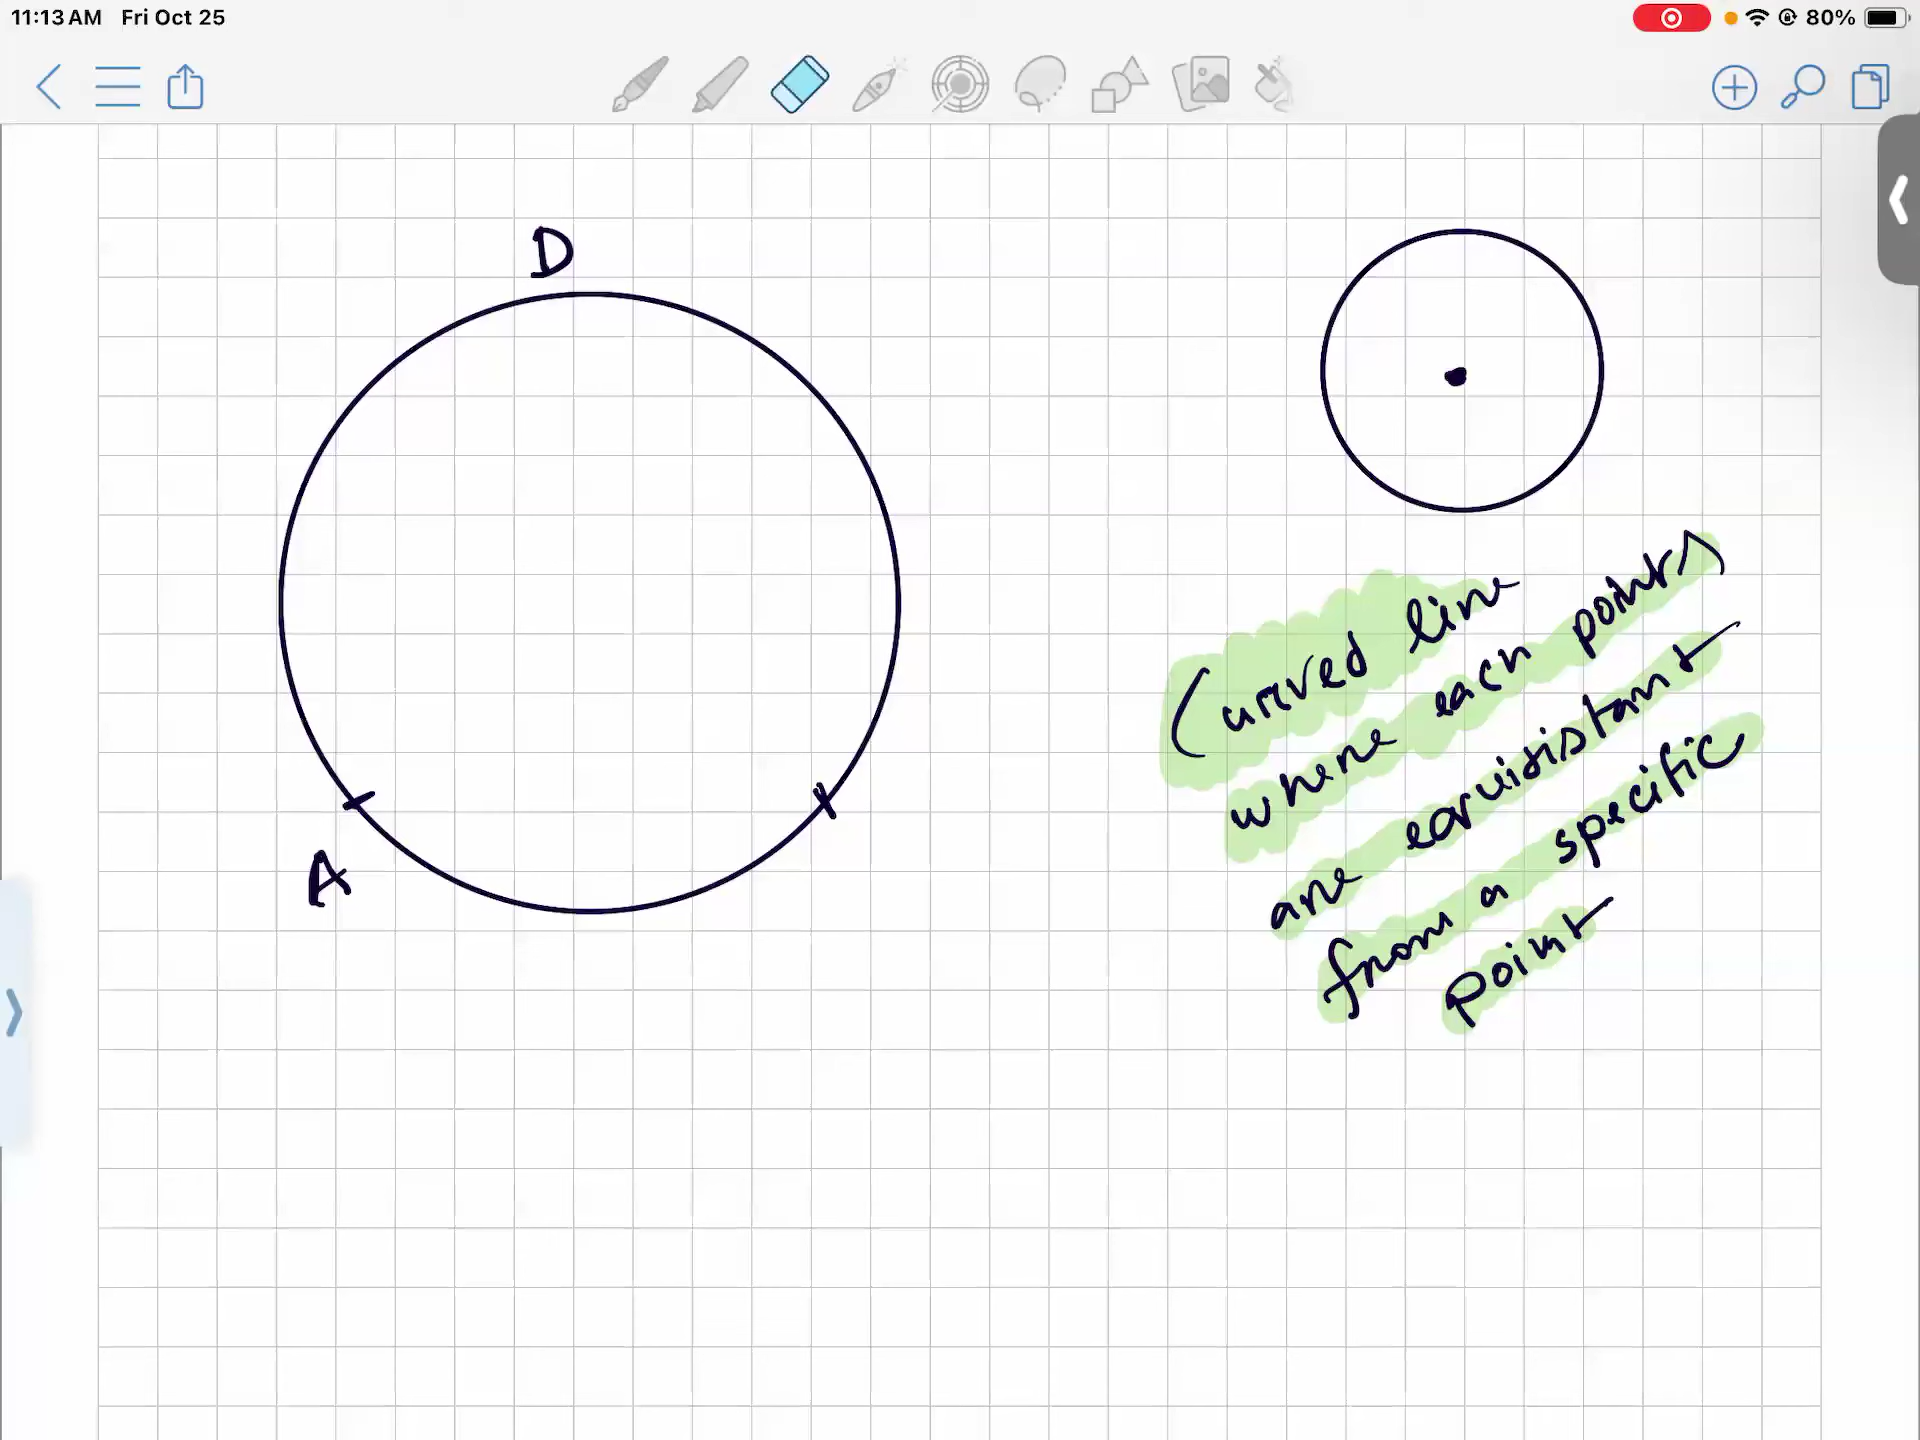 11:13 AM Fri Oct 25
80%
D
A
Curved line
where each points
are equidistant
from a specific
point